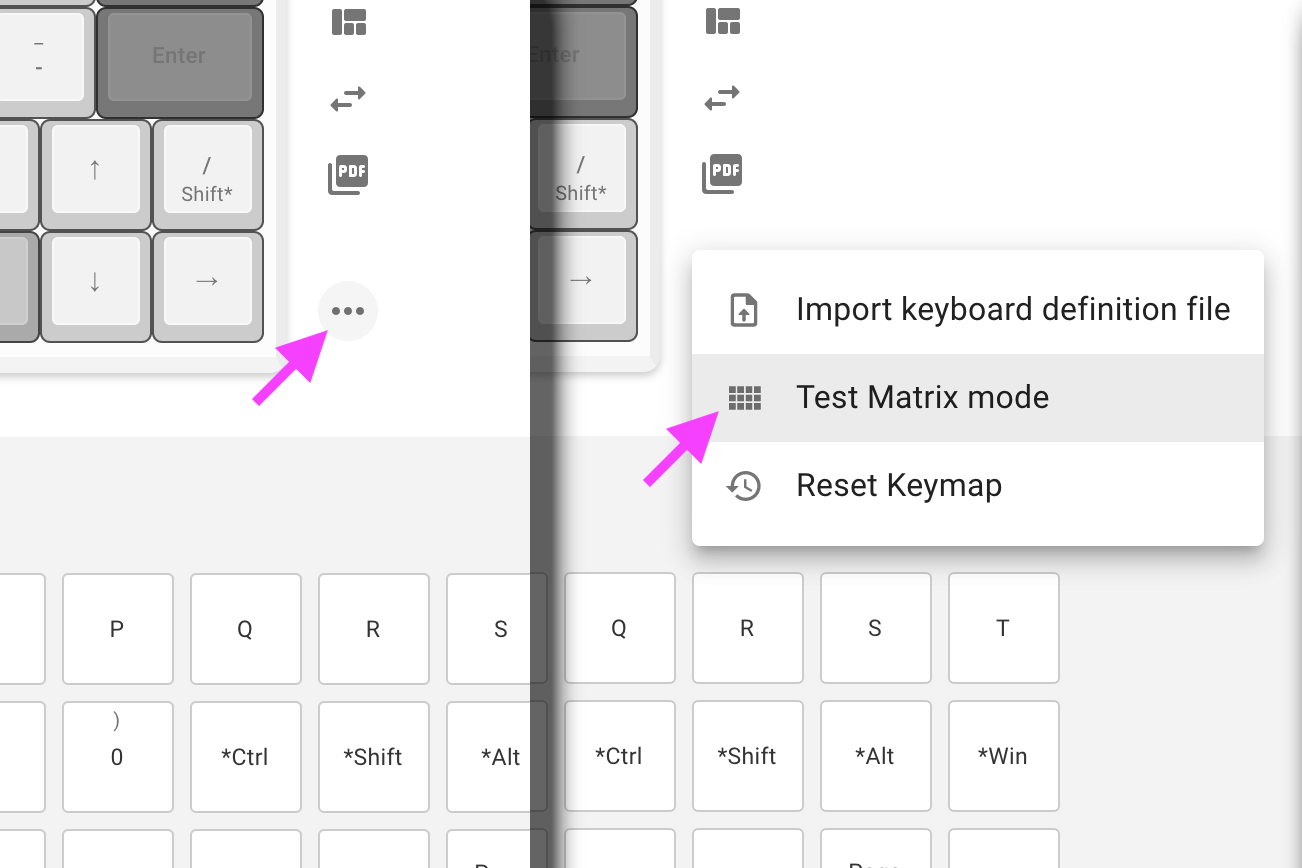 –
-
Enter
PDF
↑
/
Shift*
↓
→
P
Q
R
S
)
0
*Ctrl
*Shift
*Alt
Enter
PDF
/
Shift*
→
Import keyboard definition file
Test Matrix mode
Reset Keymap
Q
R
S
T
*Ctrl
*Shift
*Alt
*Win